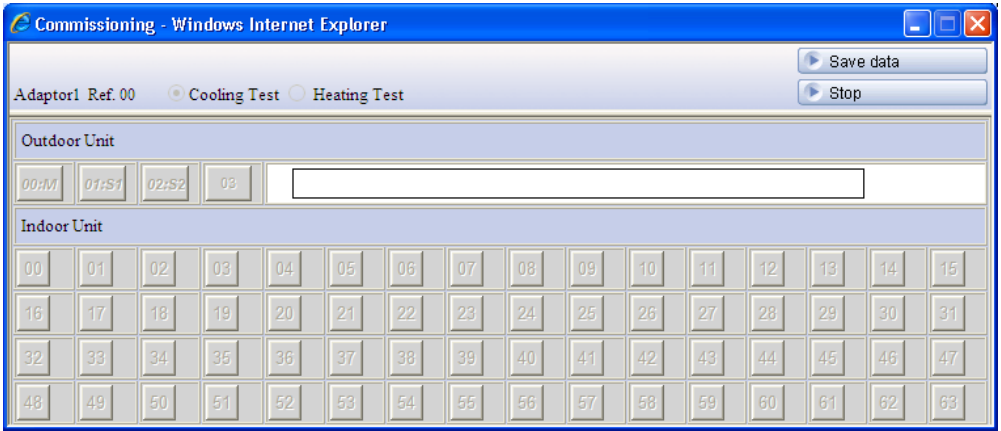 Commissioning - Windows Internet Explorer
Save data
Adaptor1 Ref. 00 Cooling Test Heating Test
Stop
Outdoor Unit
00:M 01:S1 02:S2 03
Indoor Unit
00 01 02 03 04 05 06 07 08 09 10 11 12 13 14 15
16 17 18 19 20 21 22 23 24 25 26 27 28 29 30 31
32 33 34 35 36 37 38 39 40 41 42 43 44 45 46 47
48 49 50 51 52 53 54 55 56 57 58 59 60 61 62 63